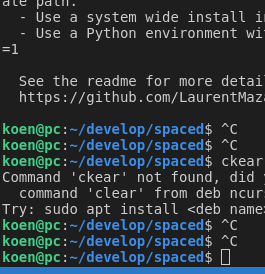 ate path.
- Use a system wide install i
- Use a Python environment wi
=1
See the readme for more detai
https://github.com/LaurentMaza
koen@pc:~/develop/spaced$ ^C
koen@pc:~/develop/spaced$ ^C
koen@pc:~/develop/spaced$ ckear
Command 'ckear' not found, did
command 'clear' from deb ncur
Try: sudo apt install <deb name>
koen@pc:~/develop/spaced$ ^C
koen@pc:~/develop/spaced$ ^C
koen@pc:~/develop/spaced$